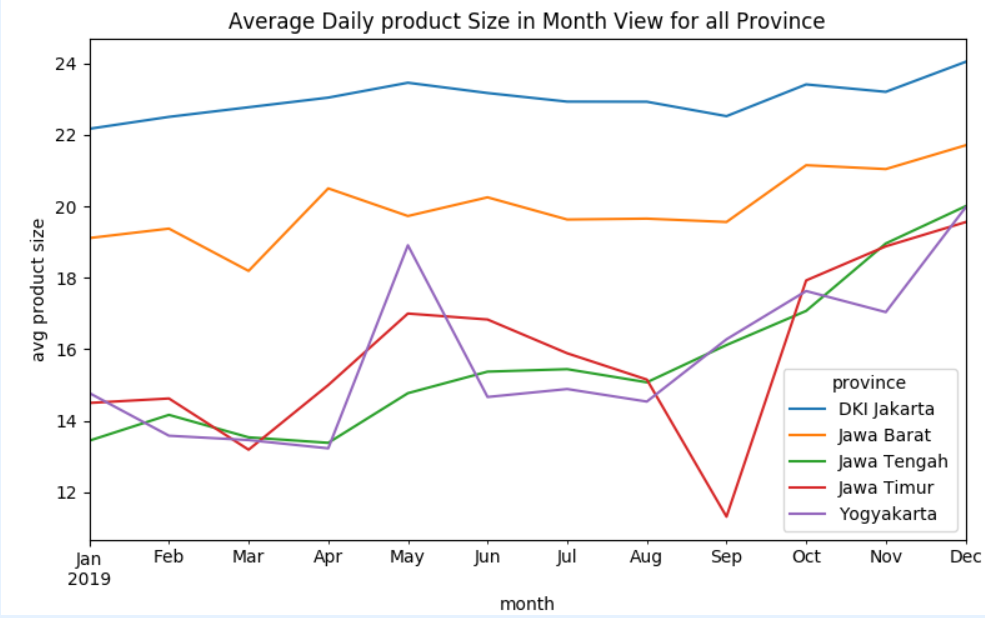 Average Daily product Size in Month View for all Province
avg product size
24
22
20
18
16
14
12
province
DKI Jakarta
Jawa Barat
Jawa Tengah
Jawa Timur
Yogyakarta
Jan Feb Mar Apr May Jun Jul Aug Sep Oct Nov Dec
2019
month